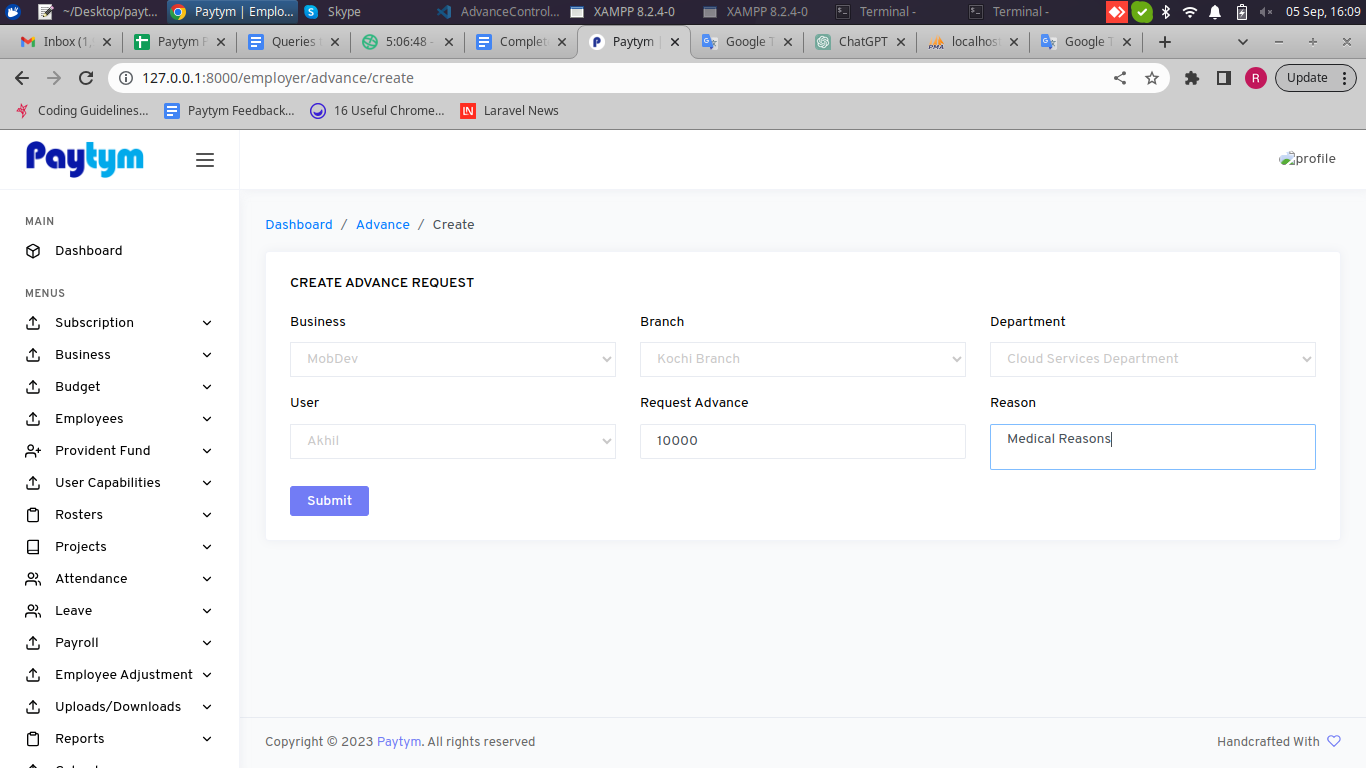 ~/Desktop/payt...
Paytym | Emplo...
Skype
AdvanceControl...
XAMPP 8.2.4-0
XAMPP 8.2.4-0
Terminal -
Terminal -
05 Sep, 16:09
Inbox (1,
Paytym F
Queries
5:06:48 -
Complet
Paytym |
Google T
ChatGPT
localhos
Google T
127.0.0.1:8000/employer/advance/create
R
Update
Coding Guidelines...
Paytym Feedback...
16 Useful Chrome...
Laravel News
Paytym
profile
MAIN
Dashboard
MENUS
Subscription
Business
Budget
Employees
Provident Fund
User Capabilities
Rosters
Projects
Attendance
Leave
Payroll
Employee Adjustment
Uploads/Downloads
Reports
Dashboard / Advance / Create
CREATE ADVANCE REQUEST
Business
Branch
Department
MobDev
Kochi Branch
Cloud Services Department
User
Request Advance
Reason
Akhil
10000
Medical Reasons
Submit
Copyright © 2023 Paytym. All rights reserved
Handcrafted With